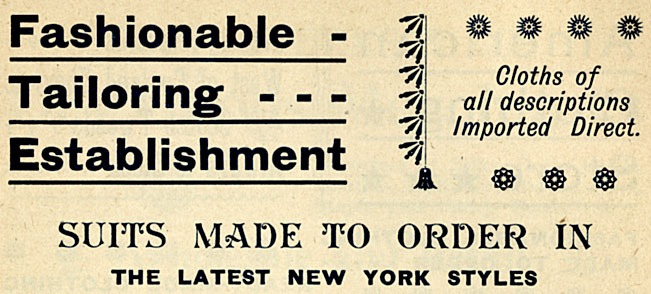 Fashionable -
Tailoring - - -
Establishment
Cloths of
all descriptions
Imported Direct.
SUITS MADE TO ORDER IN
THE LATEST NEW YORK STYLES